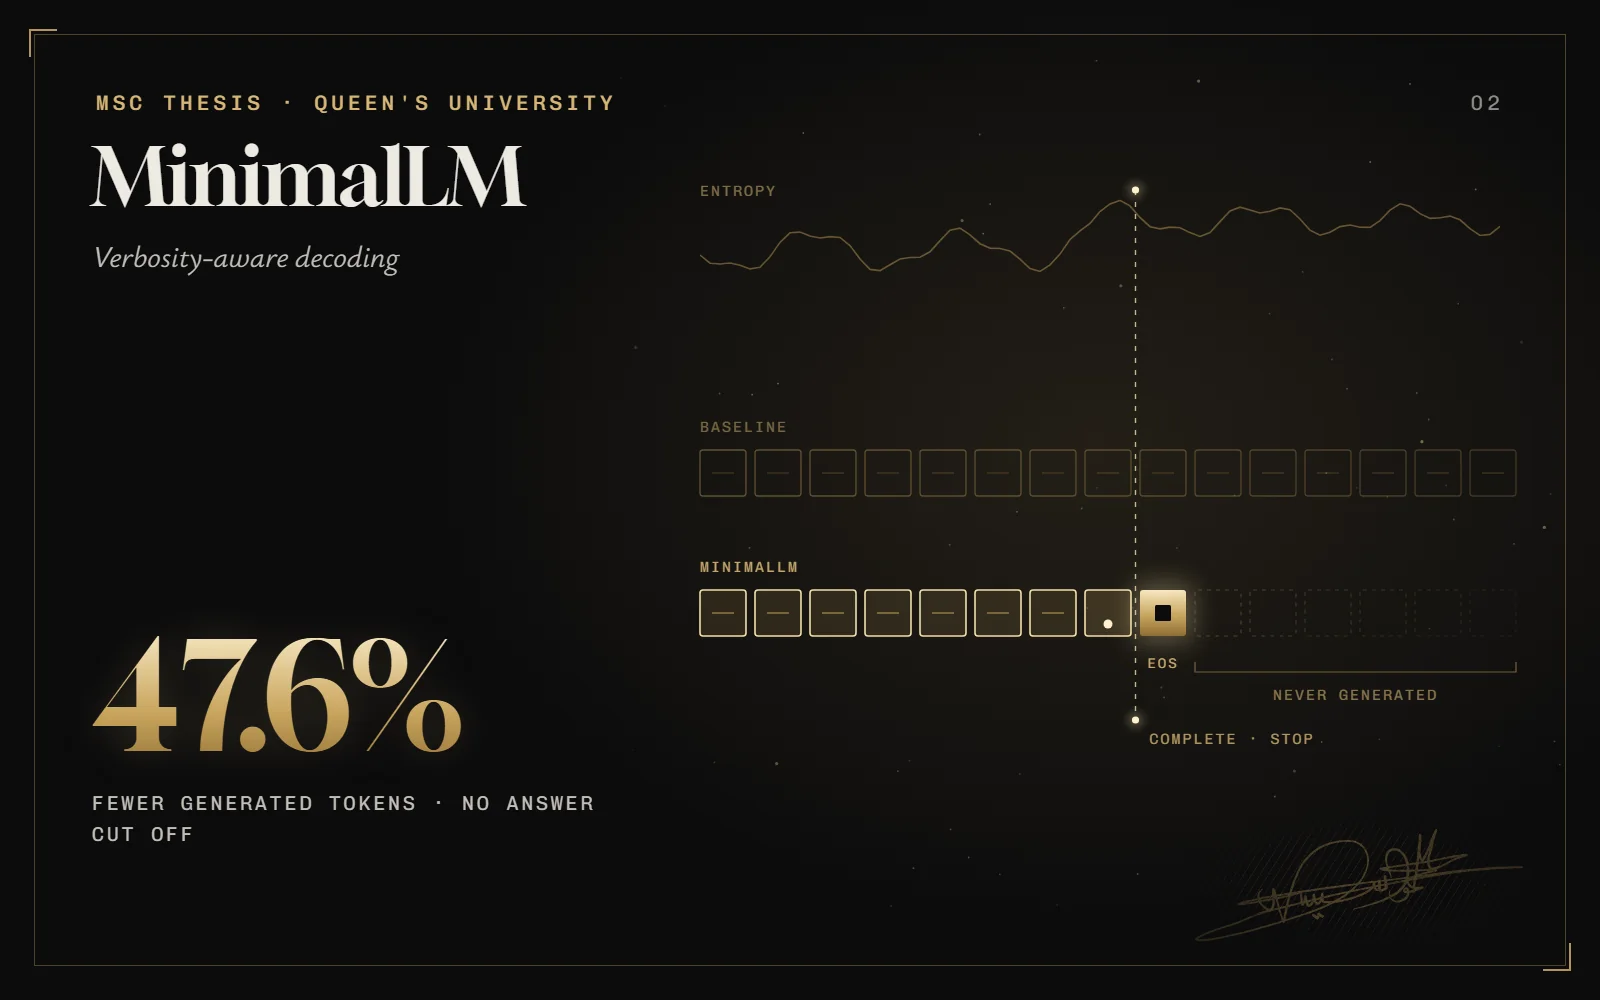 MSC THESIS · QUEEN'S UNIVERSITY
02
MinimalLM
Verbosity-aware decoding
ENTROPY
BASELINE
MINIMALLM
EOS
NEVER GENERATED
COMPLETE · STOP
47.6%
FEWER GENERATED TOKENS · NO ANSWER
CUT OFF